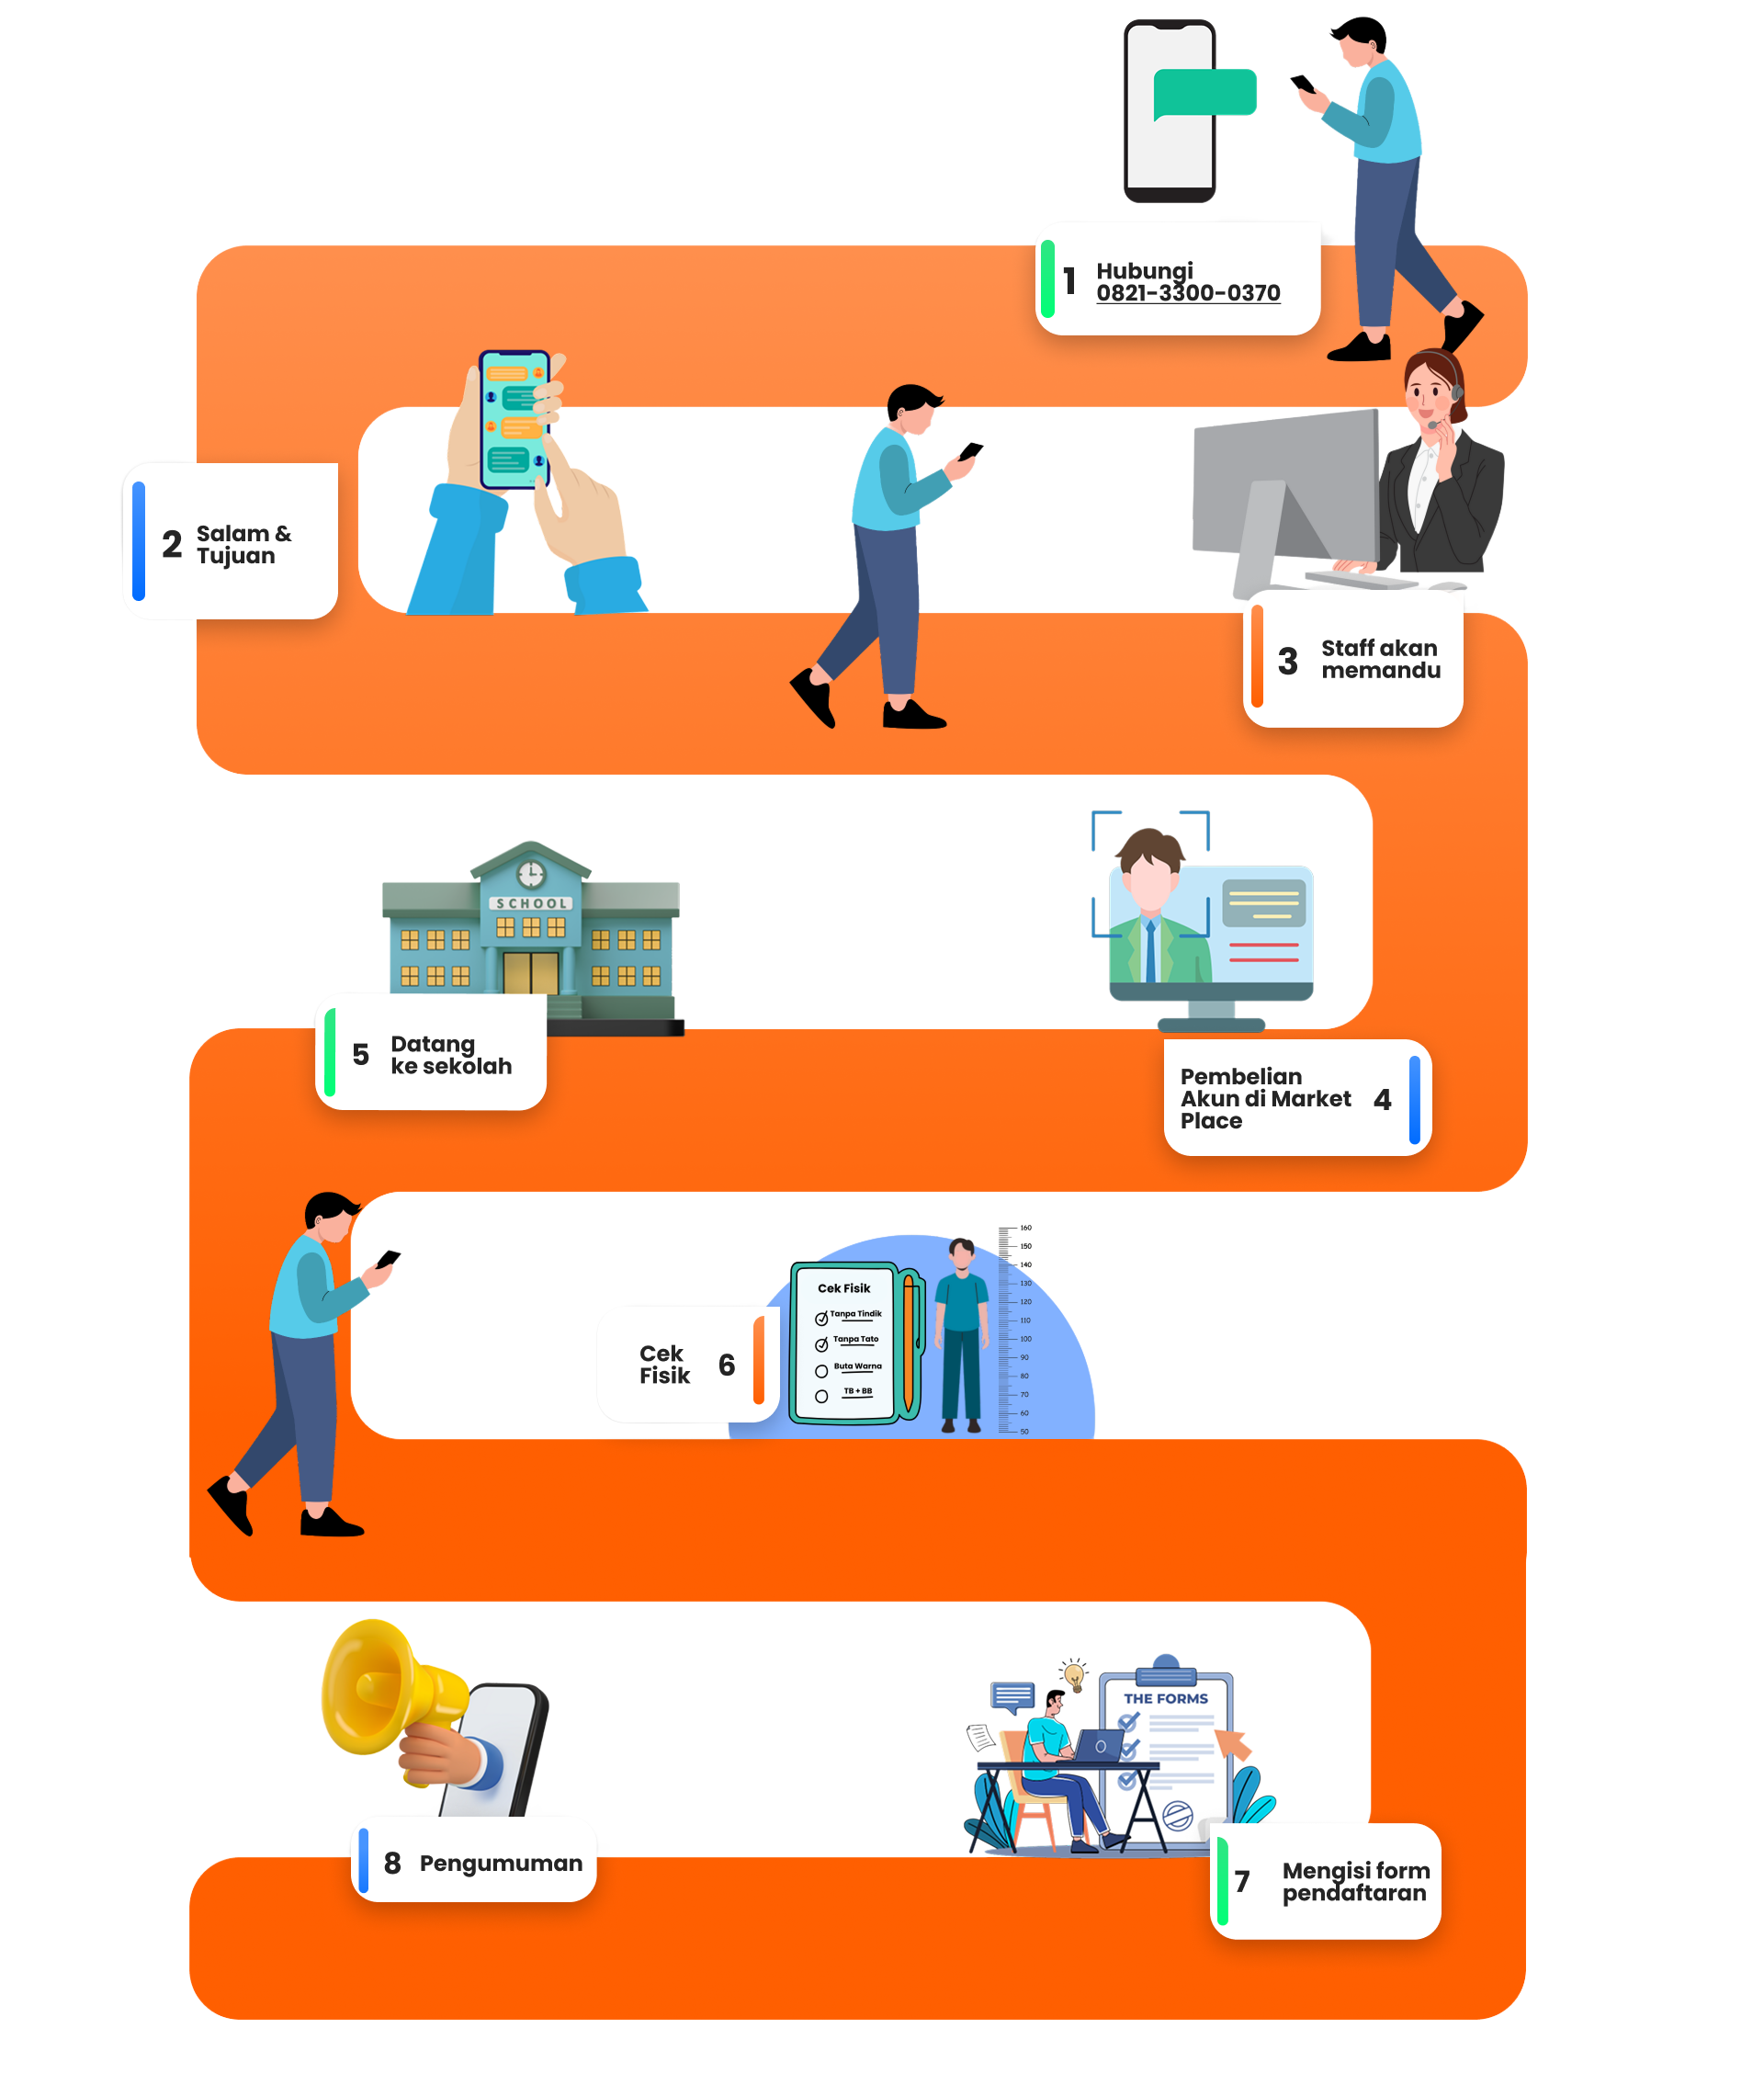 1
Hubungi
0821-3300-0370
2
Salam &
Tujuan
3
Staff akan
memandu
SCHOOL
5
Datang
ke sekolah
Pembelian
Akun di Market
Place
4
Cek
Fisik
6
Cek Fisik
Tanpa Tindik
Tanpa Tato
Buta Warna
TB + BB
160
150
140
130
120
110
100
90
80
70
60
50
THE FORMS
8
Pengumuman
7
Mengisi form
pendaftaran